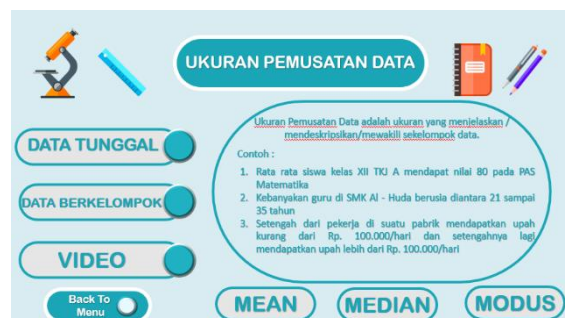 UKURAN PEMUSATAN DATA
Ukuran Pemusatan Data adalah ukuran yang menjelaskan /
mendeskripsikan/mewakili sekelompok data.
Contoh :
1. Rata rata siswa kelas XII TKJ A mendapat nilai 80 pada PAS
Matematika
2. Kebanyakan guru di SMK Al - Huda berusia diantara 21 sampai
35 tahun
3. Setengah dari pekerja di suatu pabrik mendapatkan upah
kurang dari Rp. 100.000/hari dan setengahnya lagi
mendapatkan upah lebih dari Rp. 100.000/hari
DATA TUNGGAL
DATA BERKELOMPOK
VIDEO
Back To
Menu
MEAN
MEDIAN
MODUS